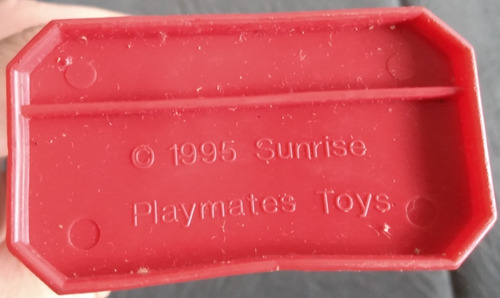 © 1995 Sunrise
Playmates Toys